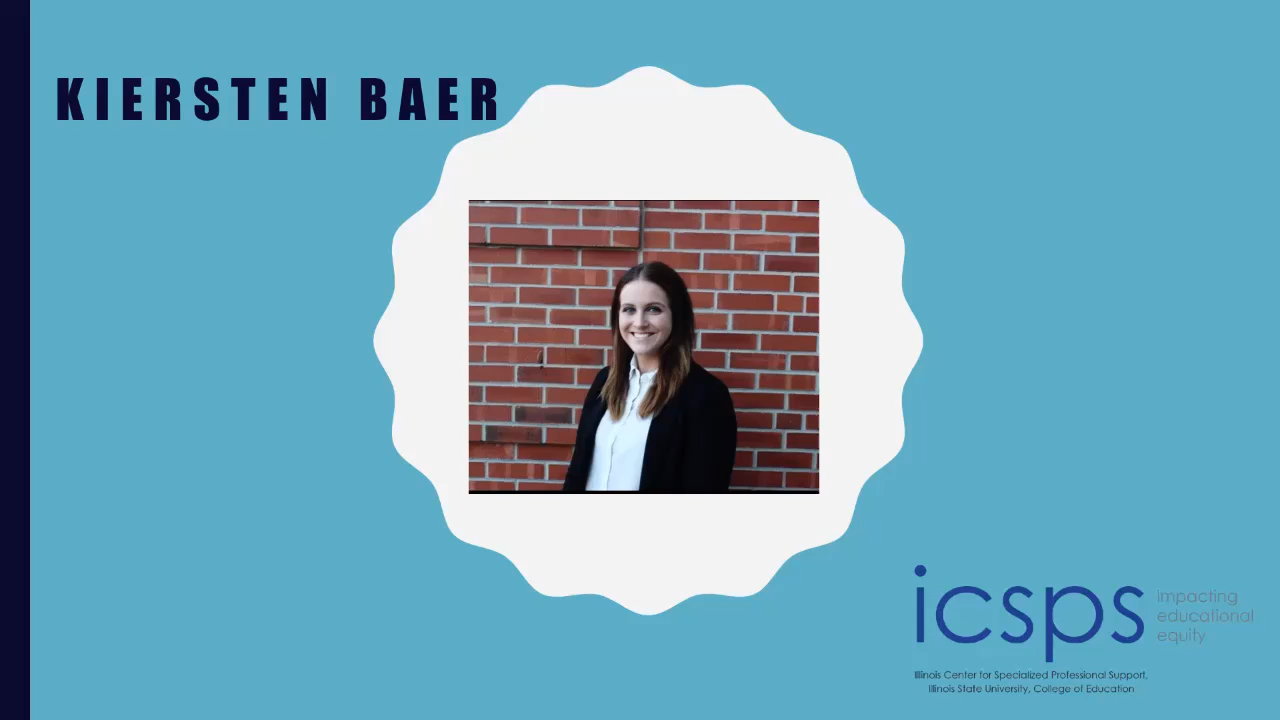 KIERSTEN BAER
icsps
impacting
educational
equity
Illinois Center for Specialized Professional Support,
Illinois State University, College of Education